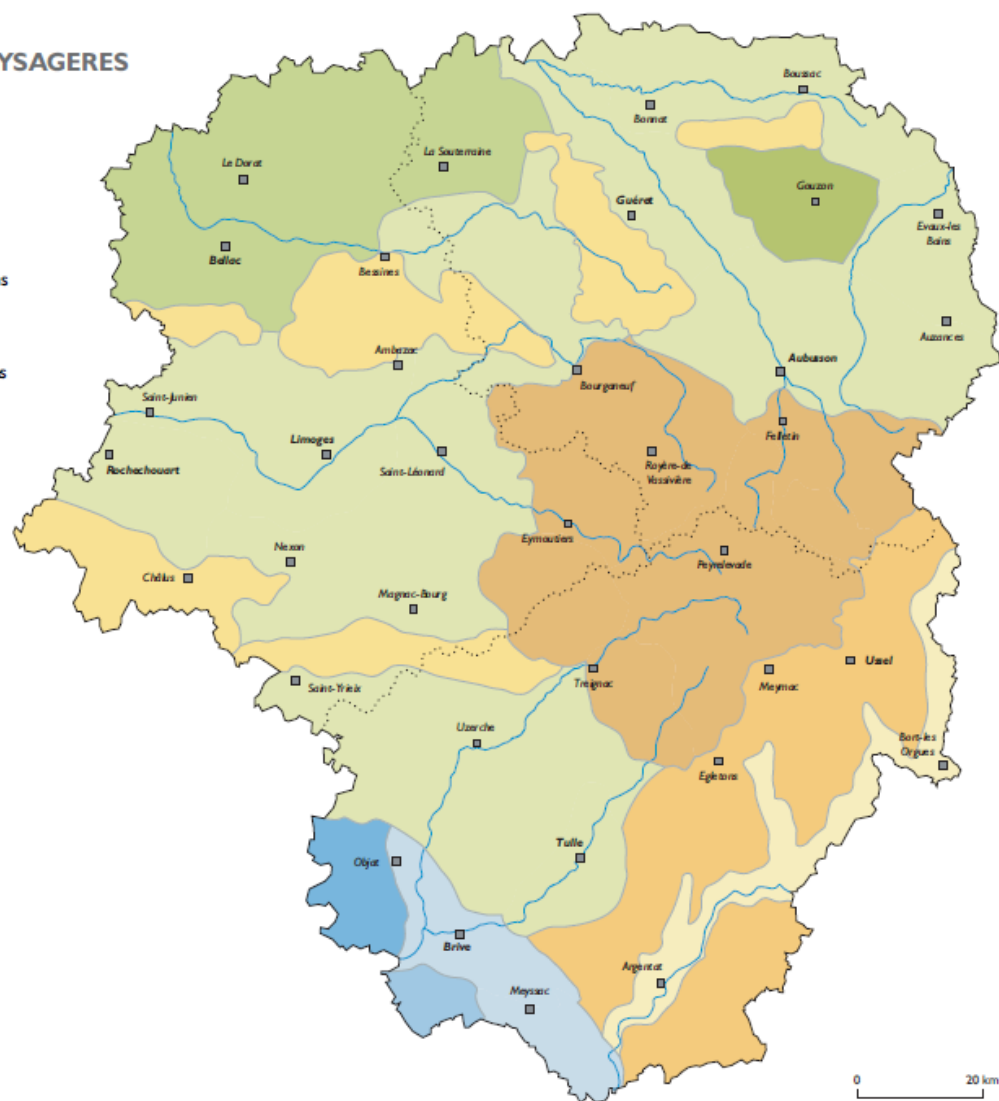 YSAGERES
s
s
Boussac
Bonnat
La Souterraine
Le Dorat
Gouzon
Guéret
Evaux-les
Bains
Bellac
Bessines
Auzances
Ambazac
Aubusson
Bourganeuf
Saint-Junien
Felletin
Limoges
Rochechouart
Saint-Léonard
Royère-de
Vassivière
Eymoutiers
Nexon
Peyrelevade
Châlus
Magnac-Bourg
Ussel
Treignac
Meymac
Saint-Yrieix
Uzerche
Bort-les
Orgues
Egletons
Tulle
Objat
Brive
Argentat
Meyssac
0 20 km